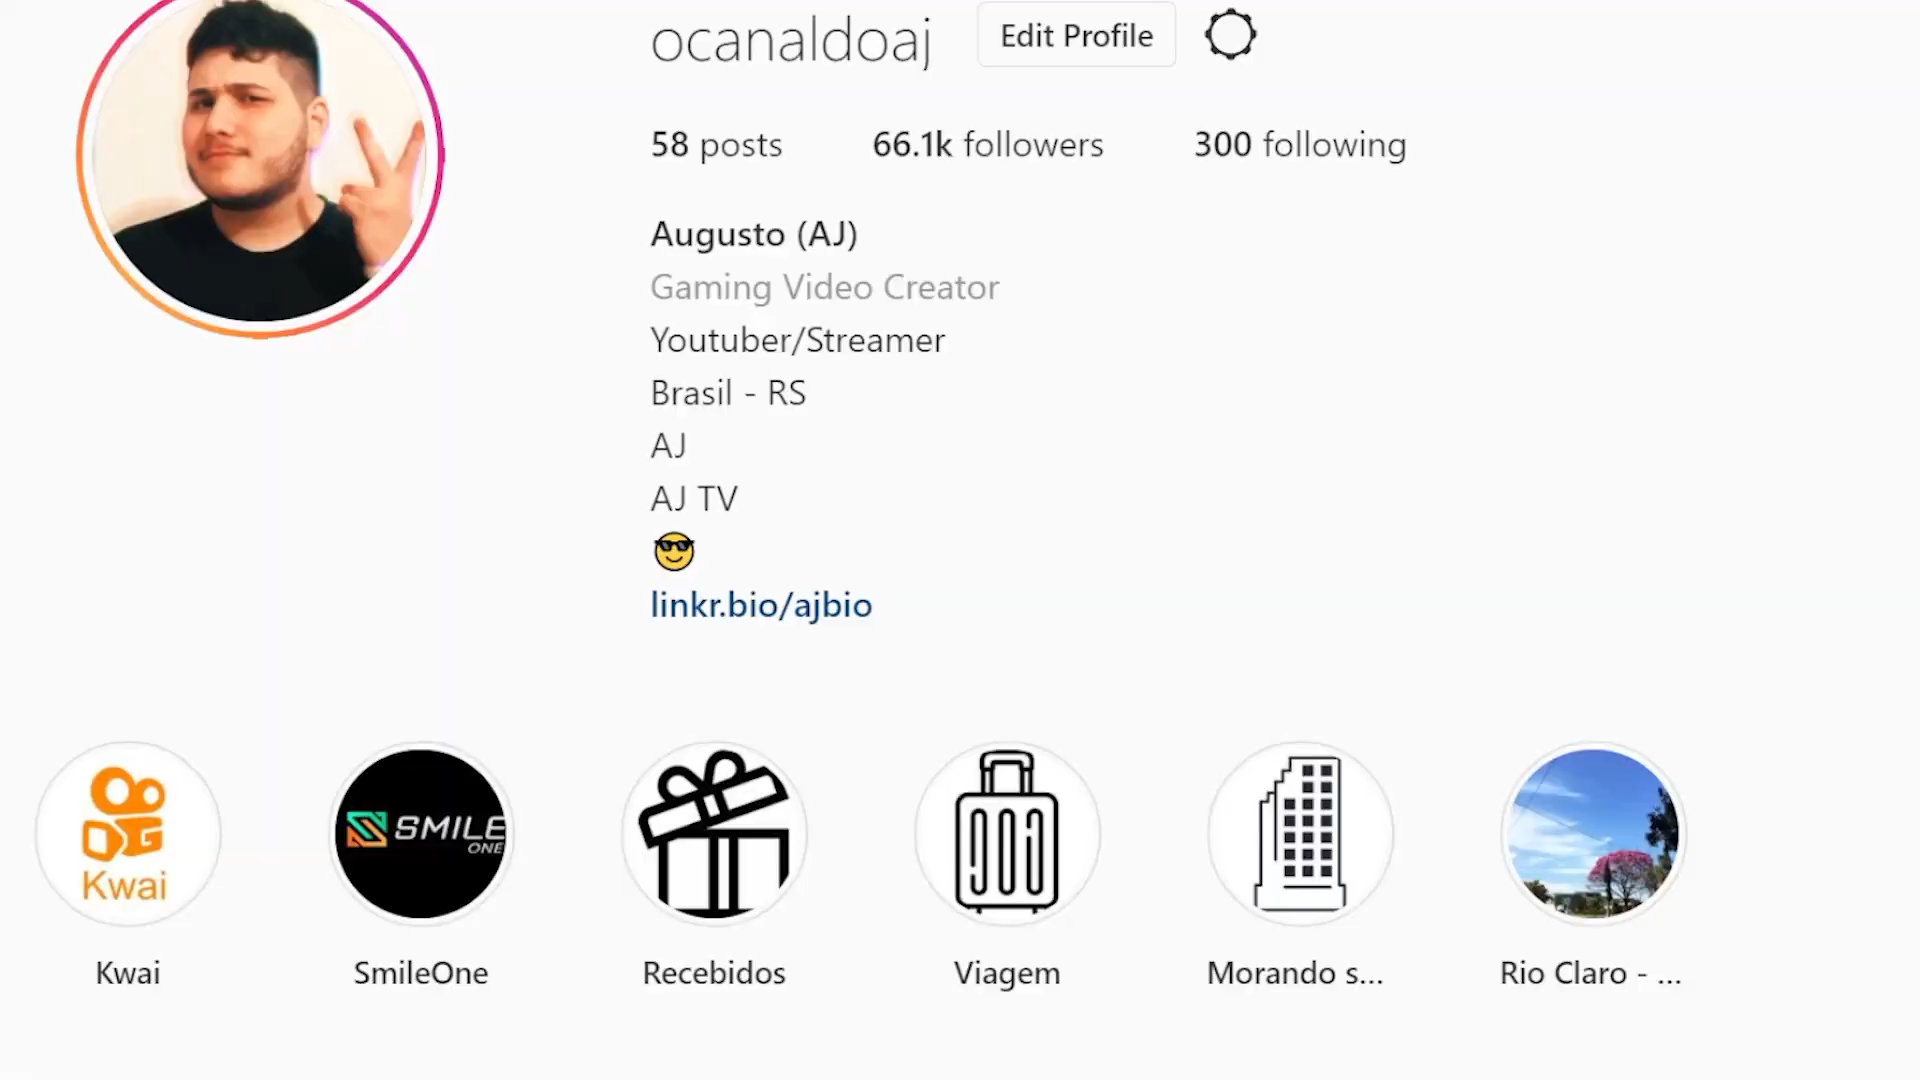 ocanaldoaj Edit Profile
58 posts 66.1k followers 300 following
Augusto (AJ)
Gaming Video Creator
Youtuber/Streamer
Brasil - RS
AJ
AJ TV
linkr.bio/ajbio
Kwai
SMILE
ONE
Kwai SmileOne Recebidos Viagem Morando s... Rio Claro - ...